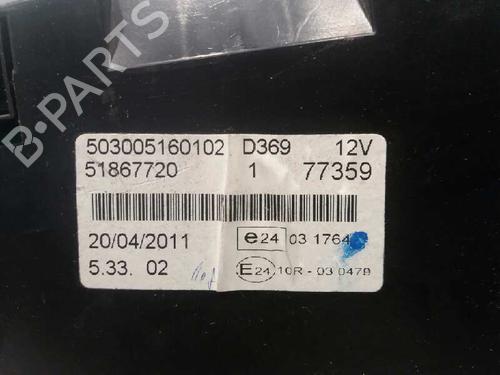 503005160102 D369 12V
51867720 1 77359
20/04/2011 e24 03 1764
5.33. 02 E24 10R - 03 0479
B-PARTS